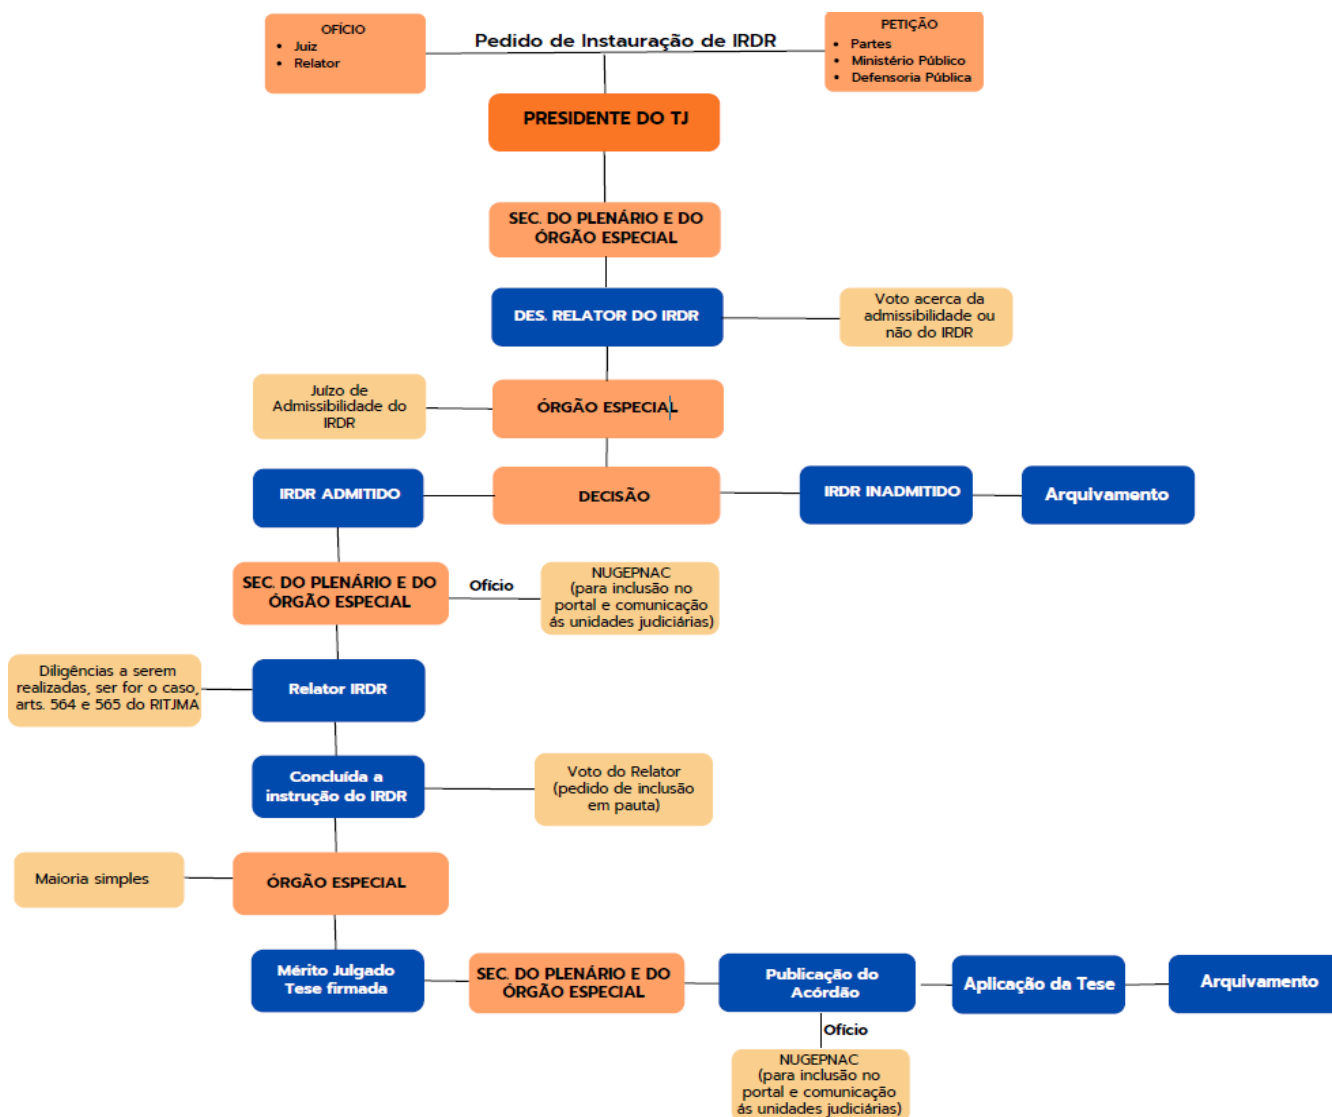 OFÍCIO
• Juiz
• Relator
Pedido de Instauração de IRDR
PETIÇÃO
• Partes
• Ministério Público
• Defensoria Pública
PRESIDENTE DO TJ
SEC. DO PLENÁRIO E DO
ÓRGÃO ESPECIAL
DES. RELATOR DO IRDR
Voto acerca da
admissibilidade ou
não do IRDR
Juízo de
Admissibilidade do
IRDR
ÓRGÃO ESPECIAL
IRDR ADMITIDO
DECISÃO
IRDR INADMITIDO
Arquivamento
SEC. DO PLENÁRIO E DO
ÓRGÃO ESPECIAL
Ofício
NUGEPNAC
(para inclusão no
portal e comunicação
ás unidades judiciárias)
Diligências a serem
realizadas, ser for o caso,
arts. 564 e 565 do RITJMA
Relator IRDR
Concluída a
instrução do IRDR
Voto do Relator
(pedido de inclusão
em pauta)
Maioria simples
ÓRGÃO ESPECIAL
Mérito Julgado
Tese firmada
SEC. DO PLENÁRIO E DO
ÓRGÃO ESPECIAL
Publicação do
Acórdão
Aplicação da Tese
Arquivamento
Ofício
NUGEPNAC
(para inclusão no
portal e comunicação
ás unidades judiciárias)